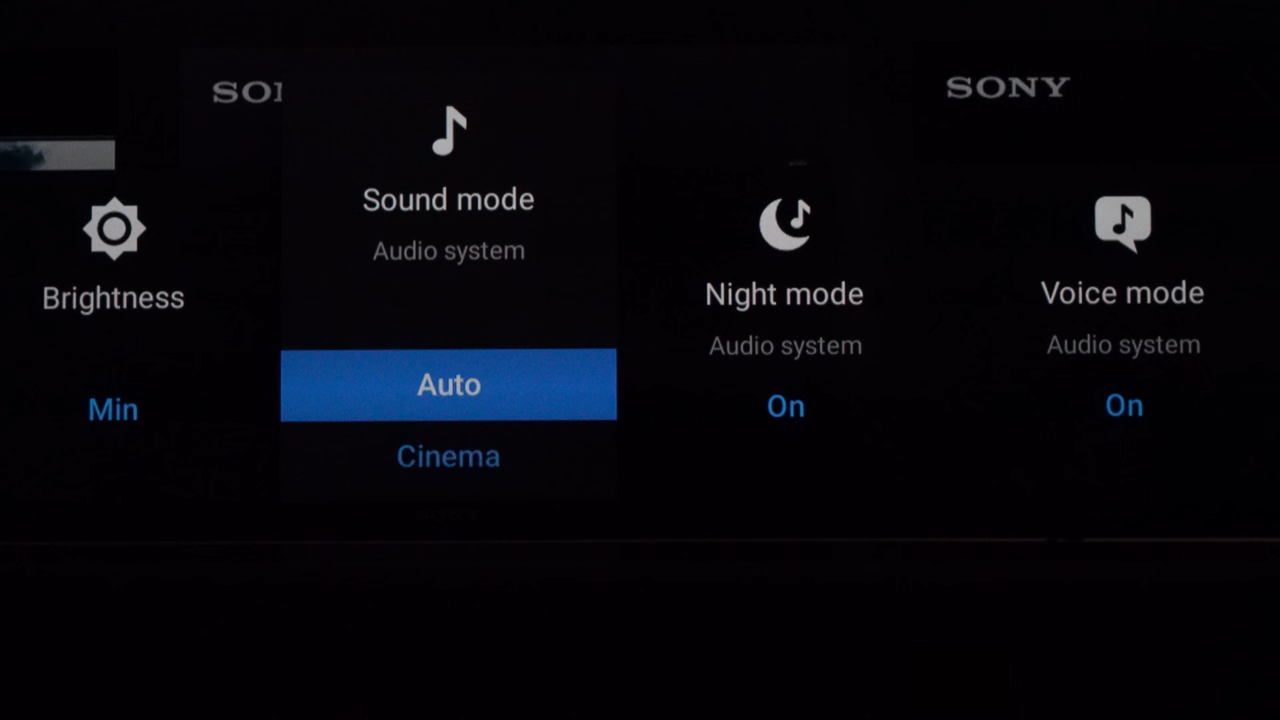 SONY
Sound mode
Audio system
Auto
Cinema
Brightness
Min
Night mode
Audio system
On
Voice mode
Audio system
On